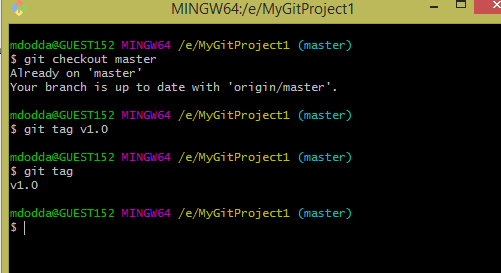 MINGW64:/e/MyGitProject1
mdodda@GUEST152 MINGW64 /e/MyGitProject1 (master)
$ git checkout master
Already on 'master'
Your branch is up to date with 'origin/master'.
mdodda@GUEST152 MINGW64 /e/MyGitProject1 (master)
$ git tag v1.0
mdodda@GUEST152 MINGW64 /e/MyGitProject1 (master)
$ git tag
v1.0
mdodda@GUEST152 MINGW64 /e/MyGitProject1 (master)
$